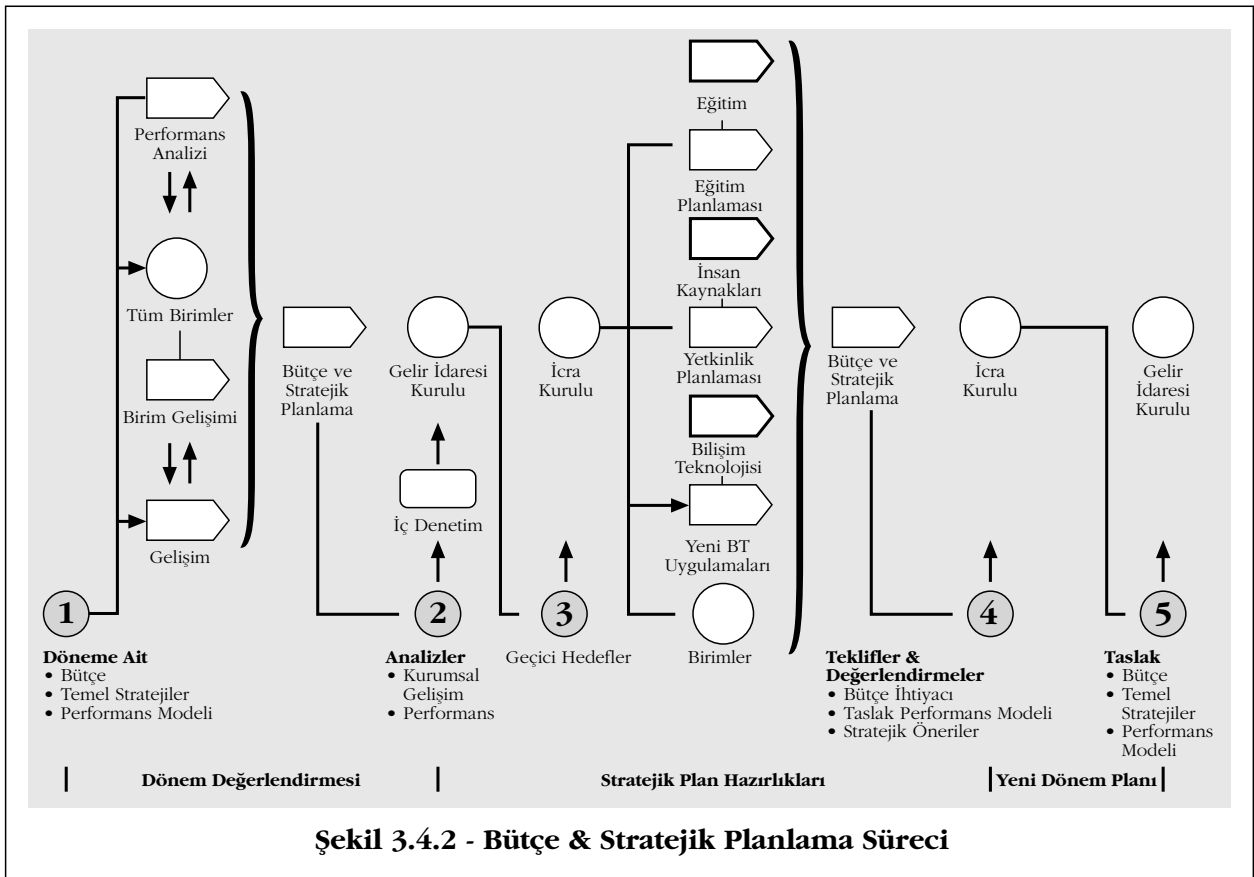 Performans
Analizi
Tüm Birimler
Birim Gelişimi
Gelişim
1
Döneme Ait
• Bütçe
• Temel Stratejiler
• Performans Modeli
Bütçe ve
Stratejik
Planlama
Gelir İdaresi
Kurulu
İç Denetim
2
Analizler
• Kurumsal
Gelişim
• Performans
İcra
Kurulu
3
Geçici Hedefler
Eğitim
Eğitim
Planlaması
İnsan
Kaynakları
Yetkinlik
Planlaması
Bilişim
Teknolojisi
Yeni BT
Uygulamaları
Birimler
Bütçe ve
Stratejik
Planlama
İcra
Kurulu
4
Teklifler &
Değerlendirmeler
• Bütçe İhtiyacı
• Taslak Performans Modeli
• Stratejik Öneriler
Gelir
İdaresi
Kurulu
5
Taslak
• Bütçe
• Temel
Stratejiler
• Performans
Modeli
Dönem Değerlendirmesi
Stratejik Plan Hazırlıkları
Yeni Dönem Planı
Şekil 3.4.2 - Bütçe & Stratejik Planlama Süreci